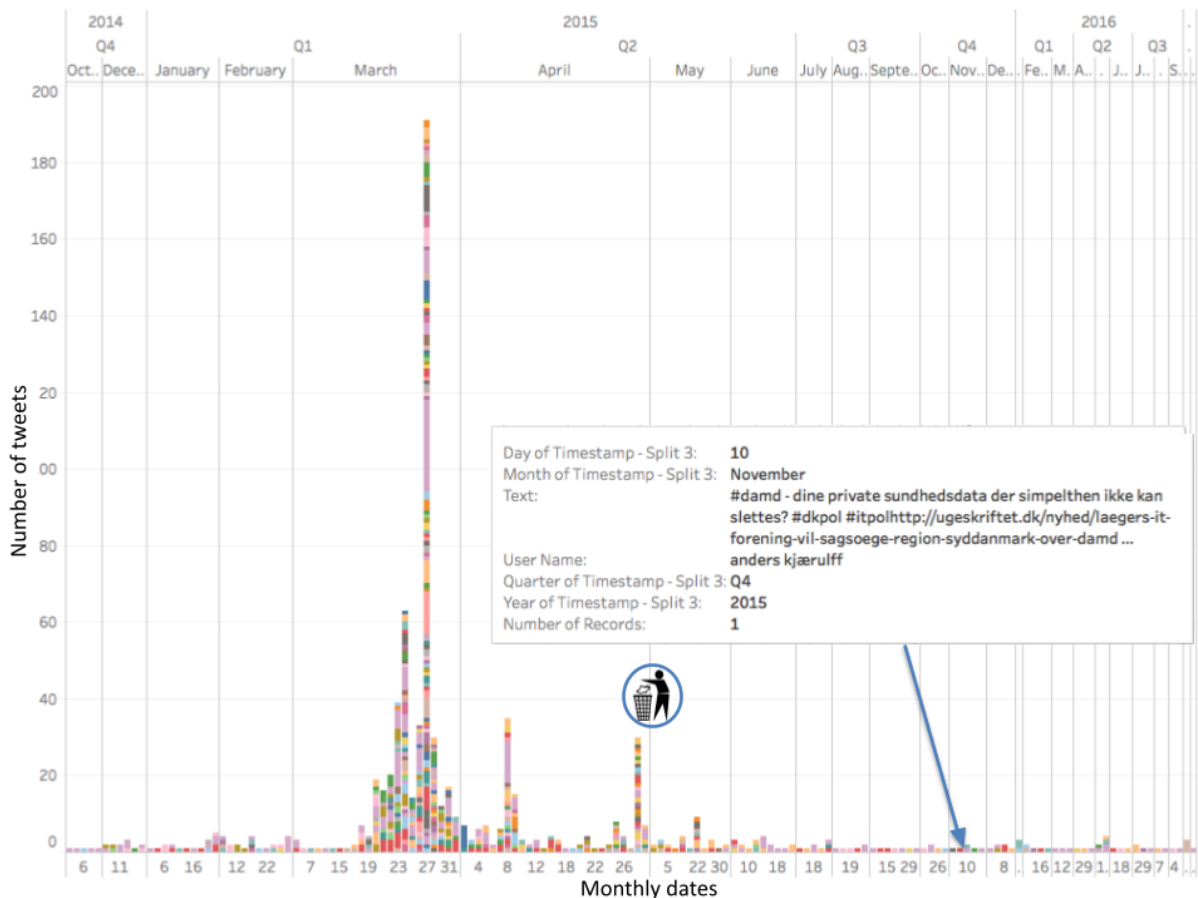 2014 2015 2016 .
Q4 Q1 Q2 Q3 Q4 Q1 Q2 Q3 .
Oct.. Dece.. January February March April May June July Aug.. Septe.. Oc.. Nov.. De.. . Fe.. M. A.. . J.. J.. . S.. .
200
180
160
140
20
00
80
60
40
20
0
Number of tweets
Day of Timestamp - Split 3: 10
Month of Timestamp - Split 3: November
Text: #damd - dine private sundhedsdata der simpelthen ikke kan
slettes? #dkpol #itpolhttp://ugeskriftet.dk/nyhed/laegers-it-
forening-vil-sagsoege-region-syddanmark-over-damd ...
User Name: anders kjærulff
Quarter of Timestamp - Split 3: Q4
Year of Timestamp - Split 3: 2015
Number of Records: 1
6 11 6 16 12 22 7 15 19 23 27 31 4 8 12 18 22 26 5 22 30 10 18 18 19 15 29 26 10 8 . 16 12 29 1. 18 29 7 4 . .
Monthly dates